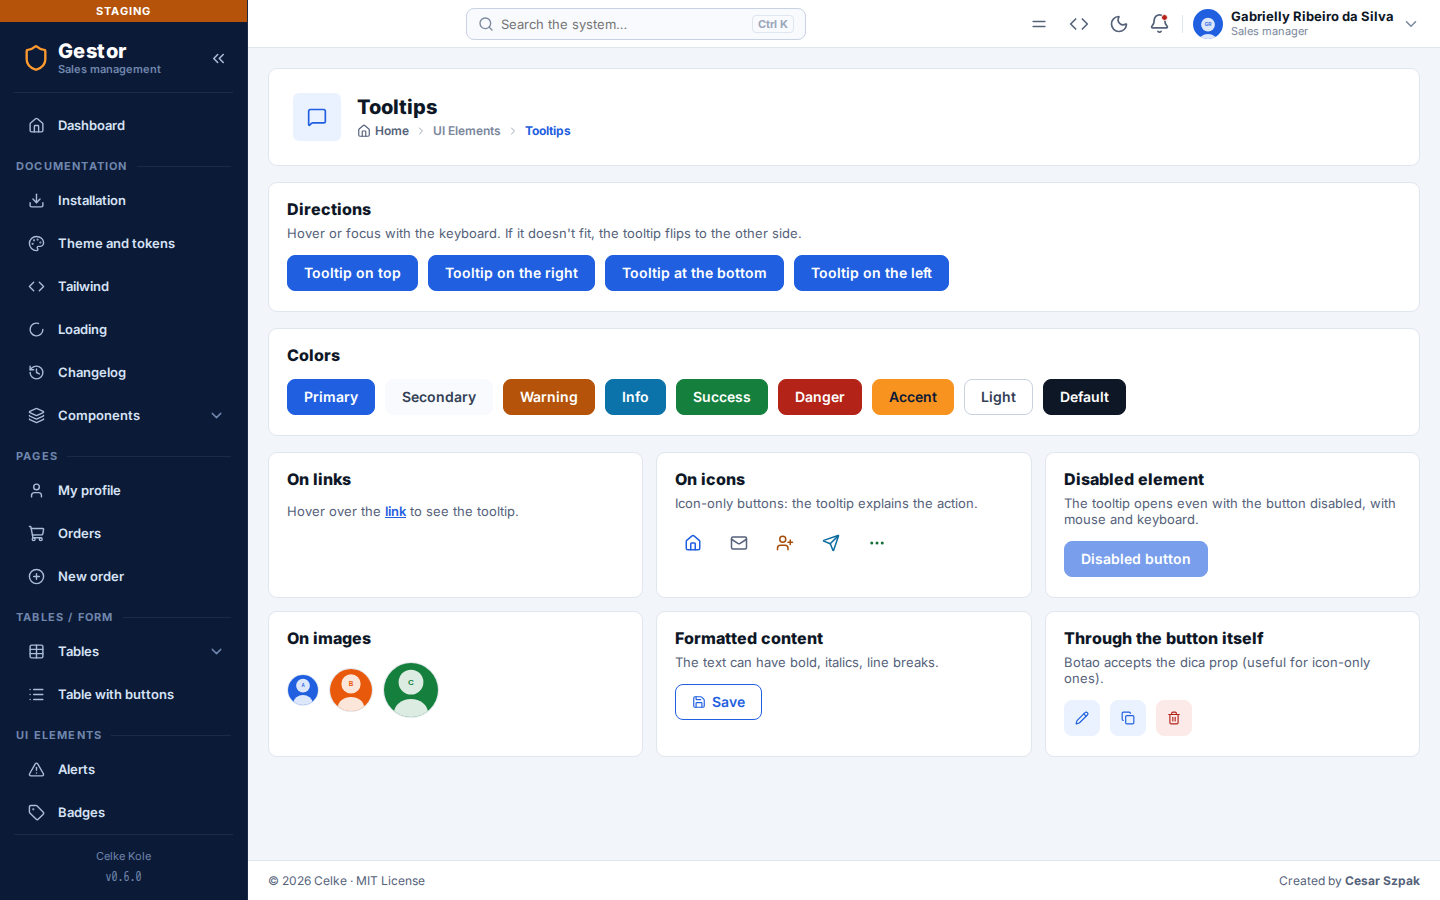 STAGING
Gestor
Sales management
Dashboard
DOCUMENTATION
Installation
Theme and tokens
Tailwind
Loading
Changelog
Components
PAGES
My profile
Orders
New order
TABLES / FORM
Tables
Table with buttons
UI ELEMENTS
Alerts
Badges
Celke Kole
v0.6.0
Search the system...
Ctrl K
GR
Gabrielly Ribeiro da Silva
Sales manager
Tooltips
Home
UI Elements
Tooltips
Directions
Hover or focus with the keyboard. If it doesn't fit, the tooltip flips to the other side.
Tooltip on top
Tooltip on the right
Tooltip at the bottom
Tooltip on the left
Colors
Primary
Secondary
Warning
Info
Success
Danger
Accent
Light
Default
On links
Hover over the link to see the tooltip.
On icons
Icon-only buttons: the tooltip explains the action.
Disabled element
The tooltip opens even with the button disabled, with
mouse and keyboard.
Disabled button
On images
A
B
C
Formatted content
The text can have bold, italics, line breaks.
Save
Through the button itself
Botao accepts the dica prop (useful for icon-only
ones).
© 2026 Celke · MIT License
Created by Cesar Szpak